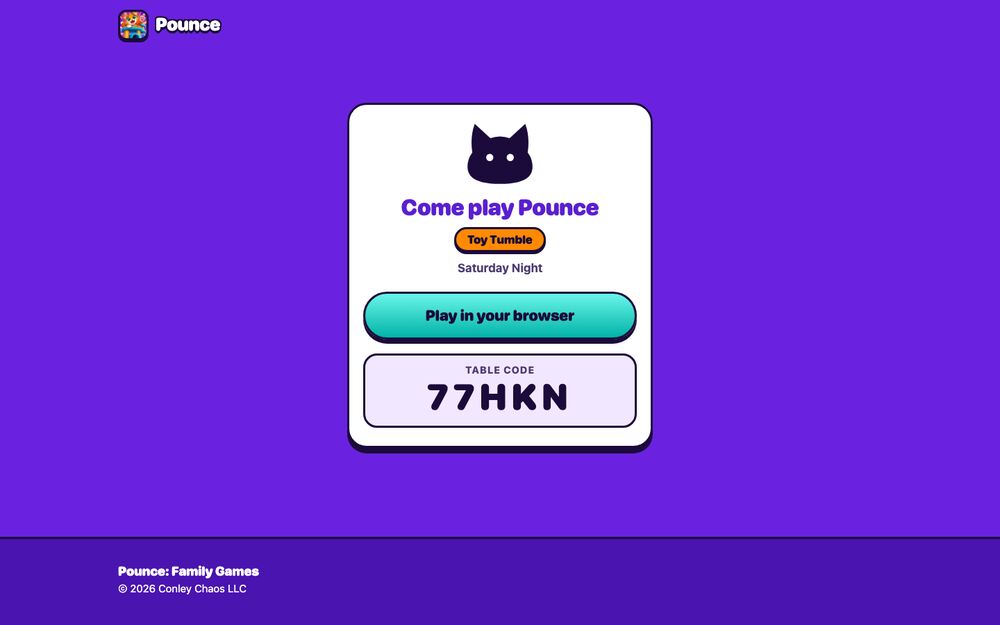 Pounce
Come play Pounce
Toy Tumble
Saturday Night
Play in your browser
TABLE CODE
77HKN
Pounce: Family Games
© 2026 Conley Chaos LLC